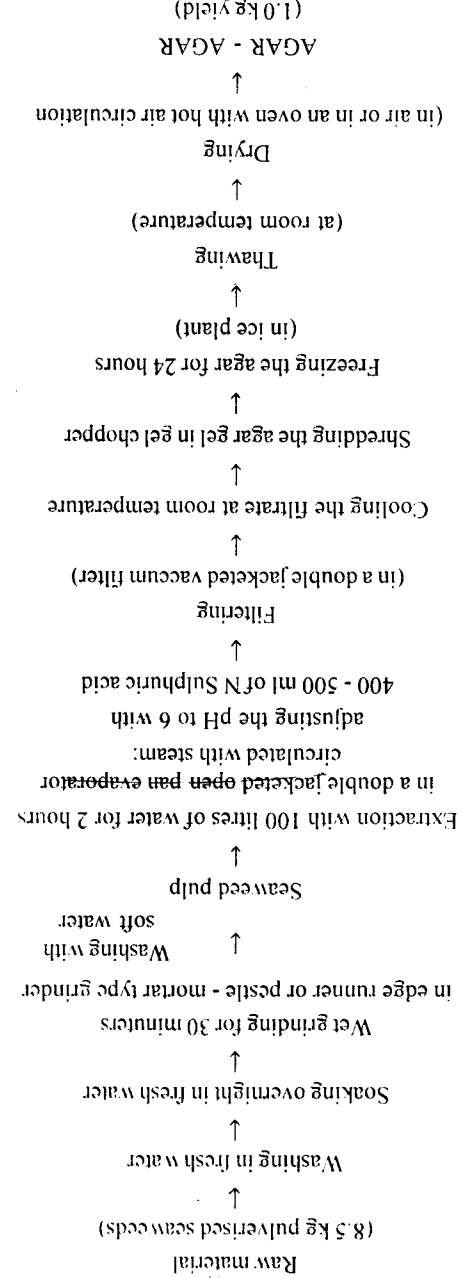 Raw material
(8.5 kg pulverised seaweeds)
↓
Washing in fresh water
↓
Soaking overnight in fresh water
↓
Wet grinding for 30 minuters
in edge runner or pestle - mortar type grinder
↓
Washing with
soft water
Seaweed pulp
↓
Extraction with 100 litres of water for 2 hours
in a double jacketed open pan evaporator
circulated with steam:
adjusting the pH to 6 with
400 - 500 ml of N Sulphuric acid
↓
Filtering
(in a double jacketed vaccum filter)
↓
Cooling the filtrate at room temperature
↓
Shredding the agar gel in gel chopper
↓
Freezing the agar for 24 hours
(in ice plant)
↓
Thawing
(at room temperature)
↓
Drying
(in air or in an oven with hot air circulation
↓
AGAR - AGAR
(1.0 kg yield)